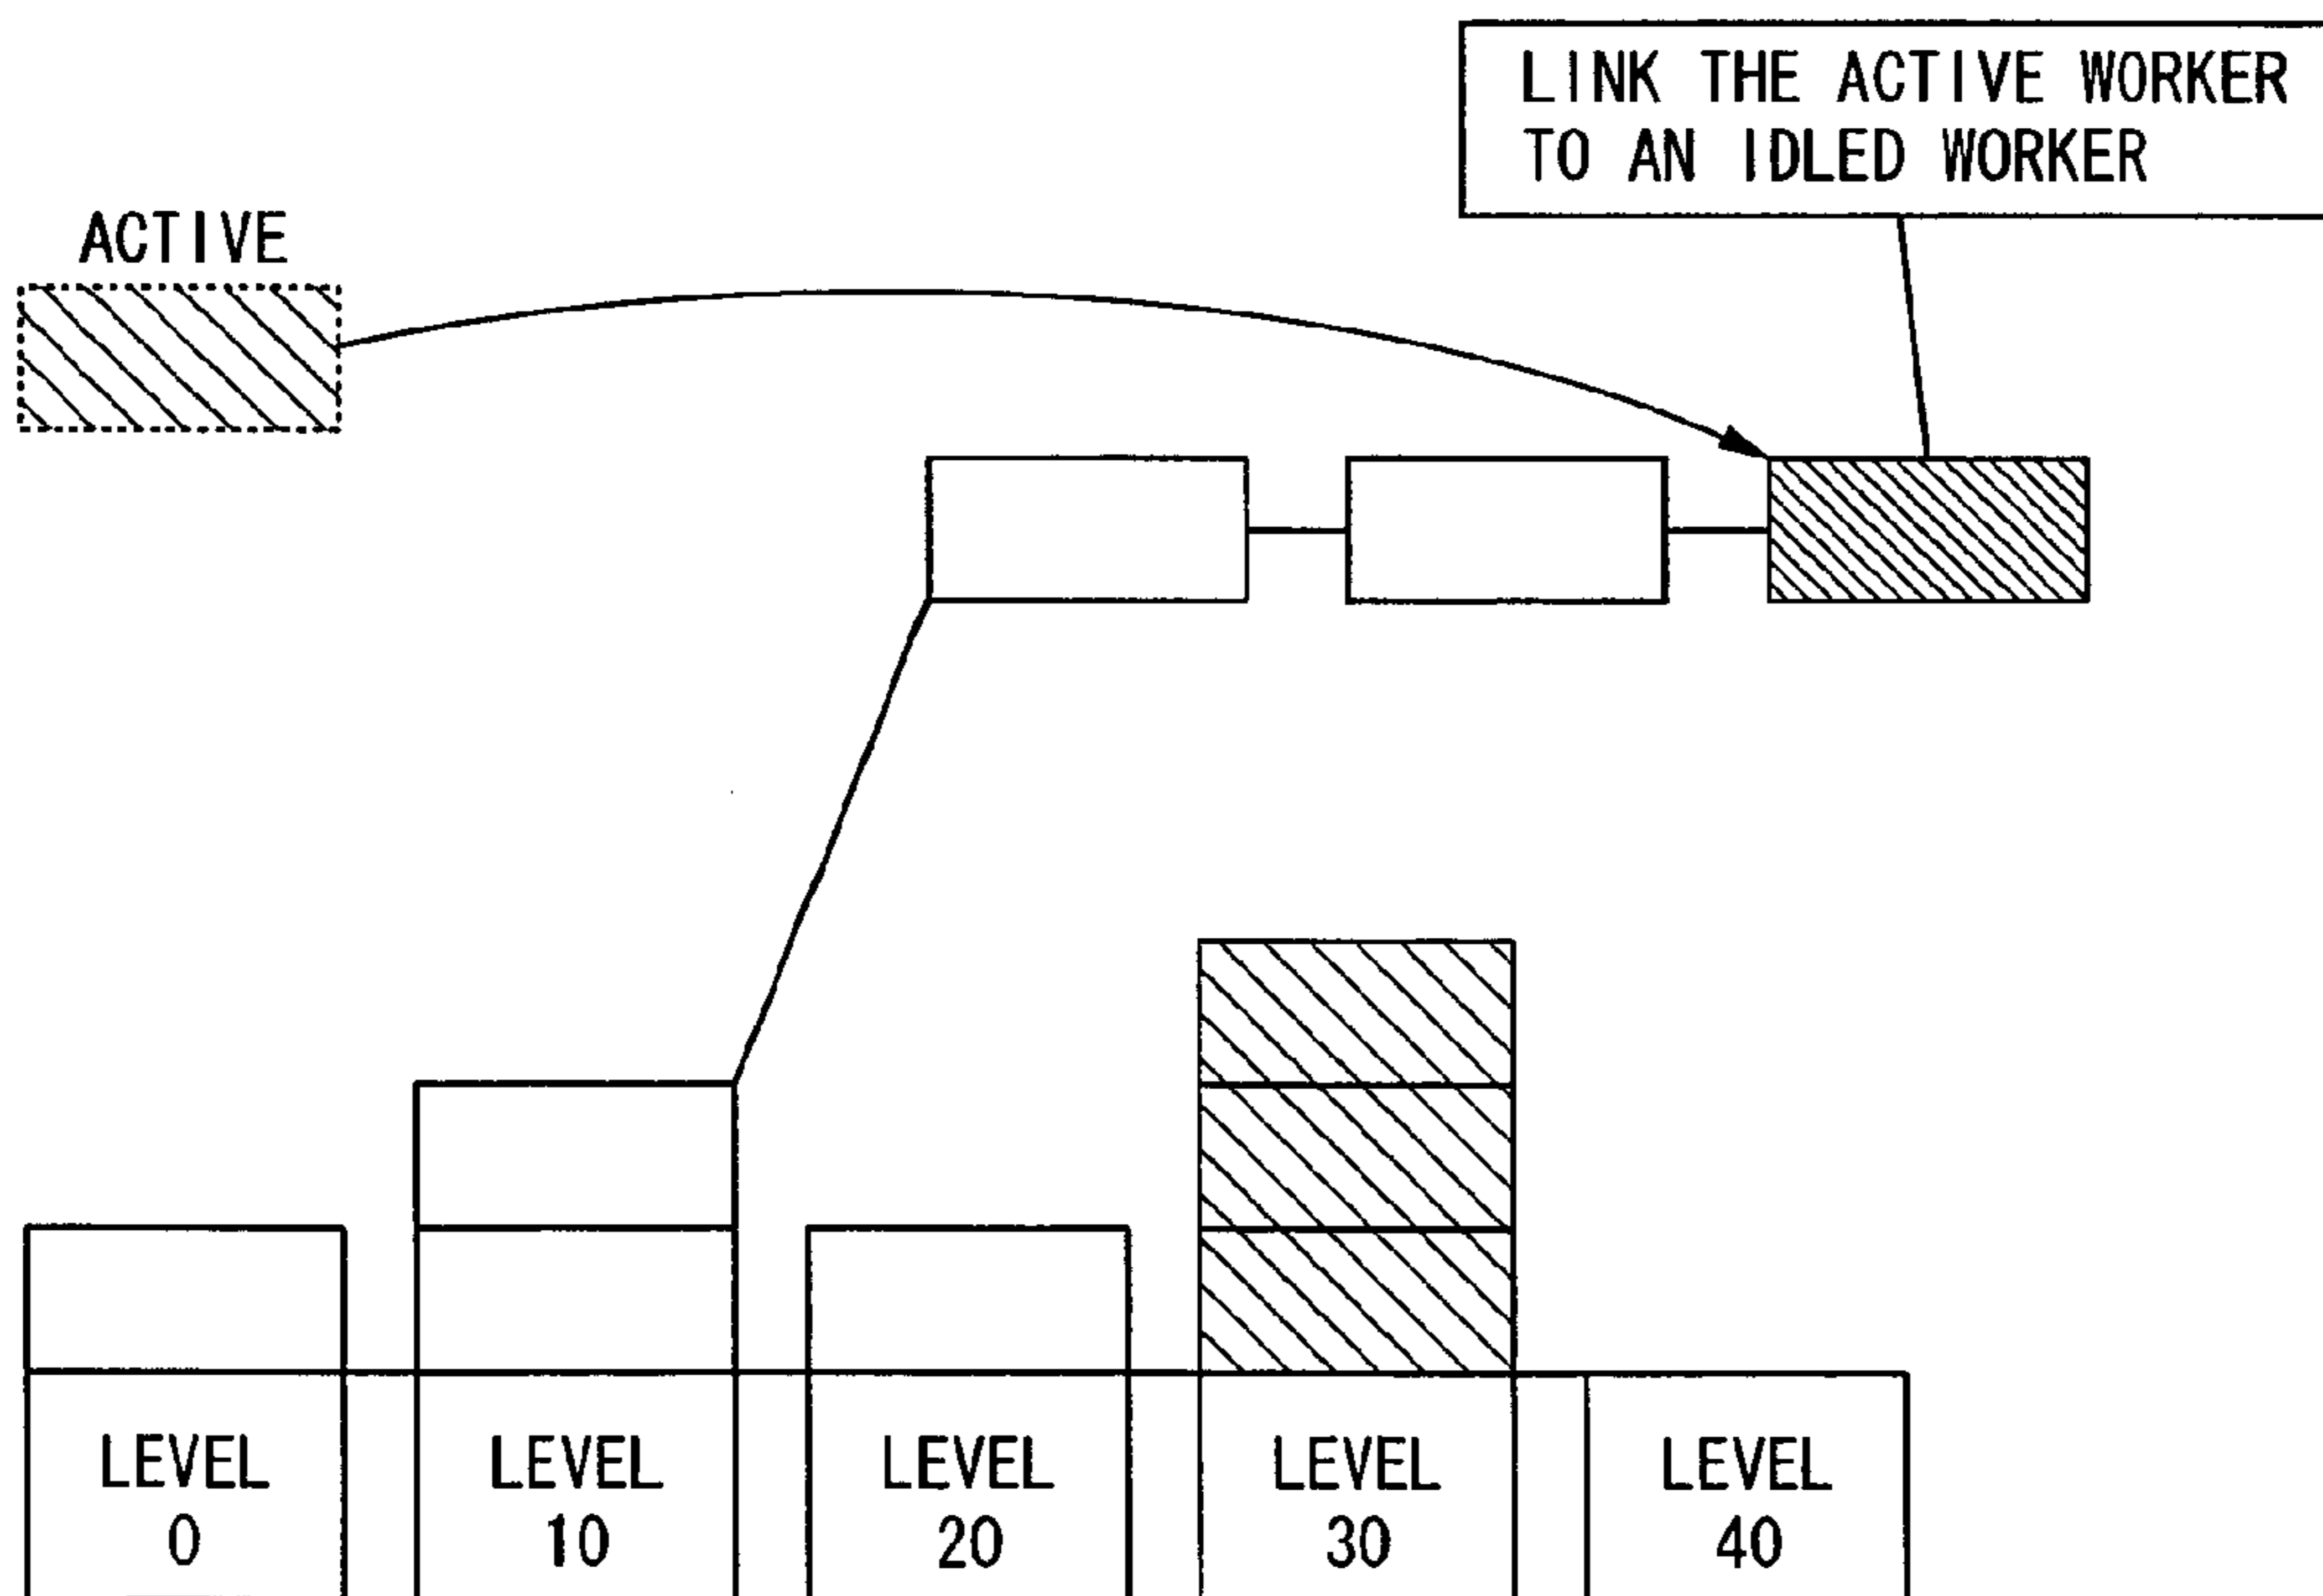 LINK THE ACTIVE WORKER
TO AN IDLED WORKER
ACTIVE
LEVEL
0
LEVEL
10
LEVEL
20
LEVEL
30
LEVEL
40